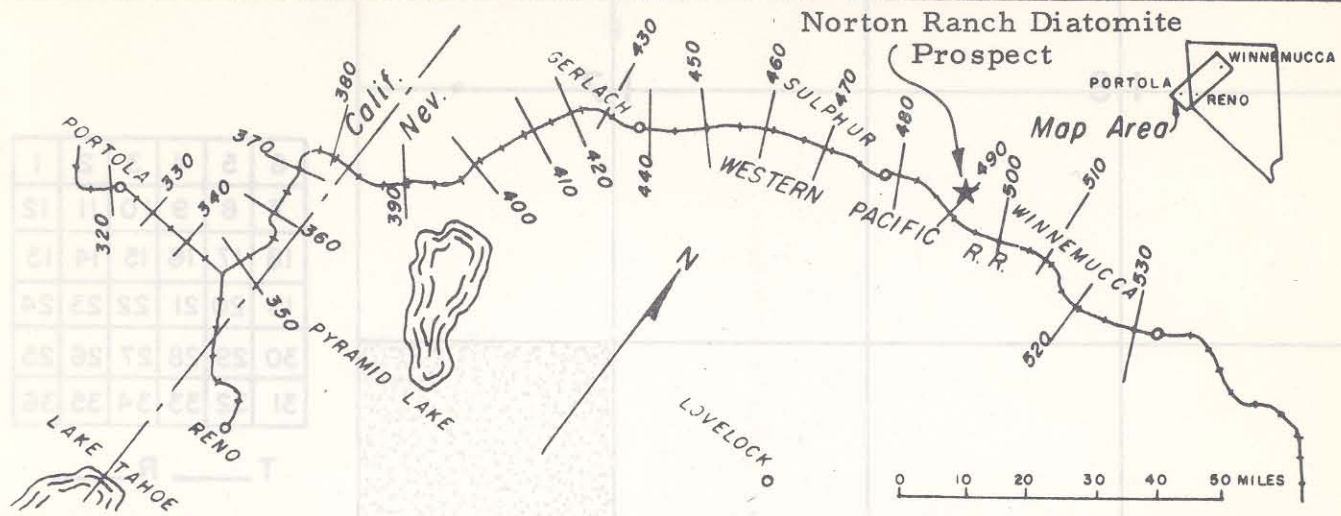 Norton Ranch Diatomite
Prospect
WINNEMUCCA
PORTOLA
RENO
Map Area
PORTOLA
320
330
340
350
360
370
380
Calif.
Nev.
390
400
410
420
GERLACH
430
440
450
460
SULPHUR
470
480
490
500
WINNEMUCCA
510
520
530
WESTERN
PACIFIC
R.R.
PYRAMID LAKE
RENO
LAKE TAHOE
LOVELOCK
N
0 10 20 30 40 50 MILES